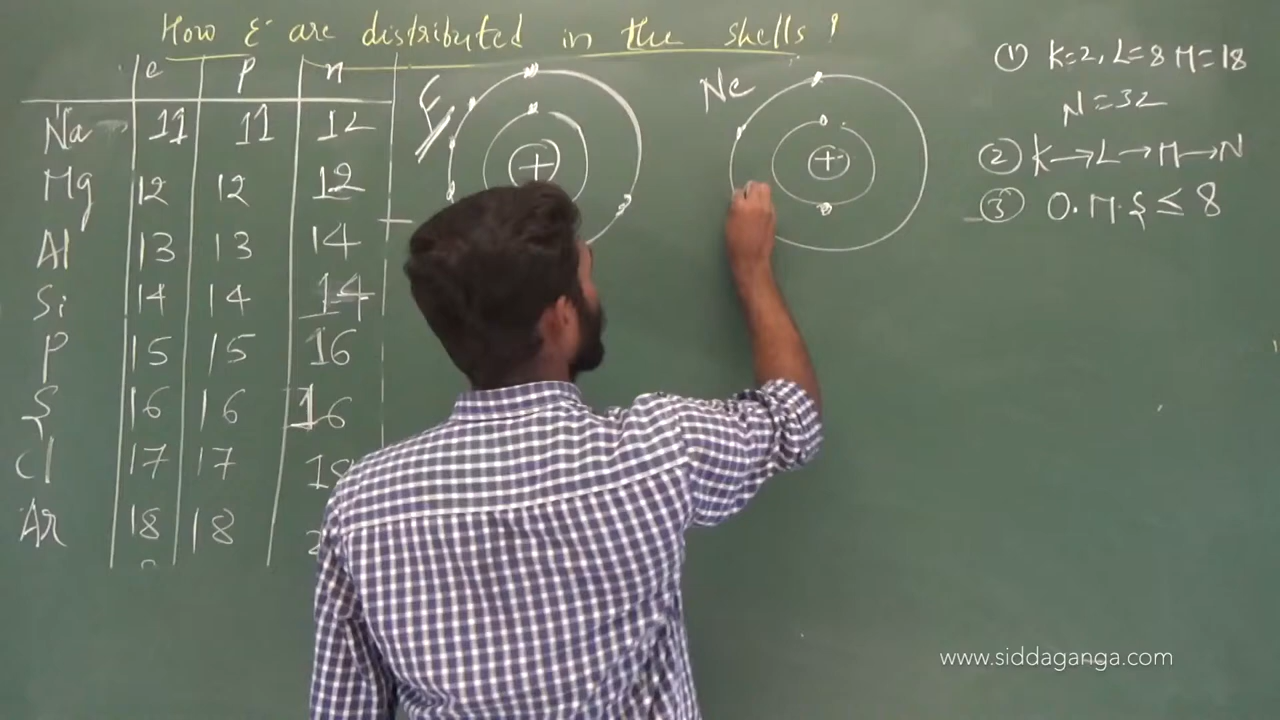 How e⁻ are distributed in the shells !
e p n
Na 11 11 12
Mg 12 12 12
Al 13 13 14
Si 14 14 14
P 15 15 16
S 16 16 16
Cl 17 17 18
Ar 18 18
F
Ne
+
+
① K=2, L=8 M=18
N=32
② K→L→M→N
③ O.M.S ≤ 8
www.siddaganga.com